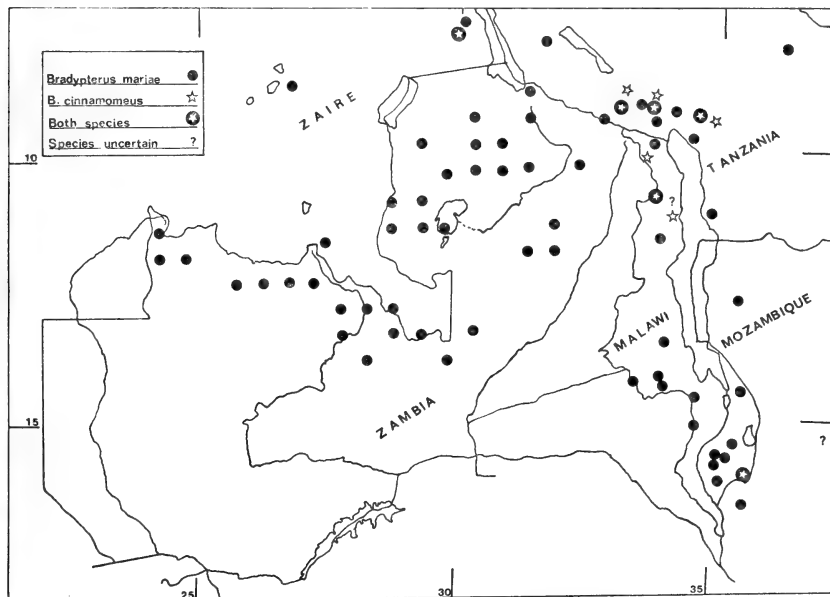 Bradypterus mariae
B. cinnamomeus
Both species
Species uncertain ?
ZAIRE
TANZANIA
10
?
MALAWI
MOZAMBIQUE
ZAMBIA
15
?
25
30
35